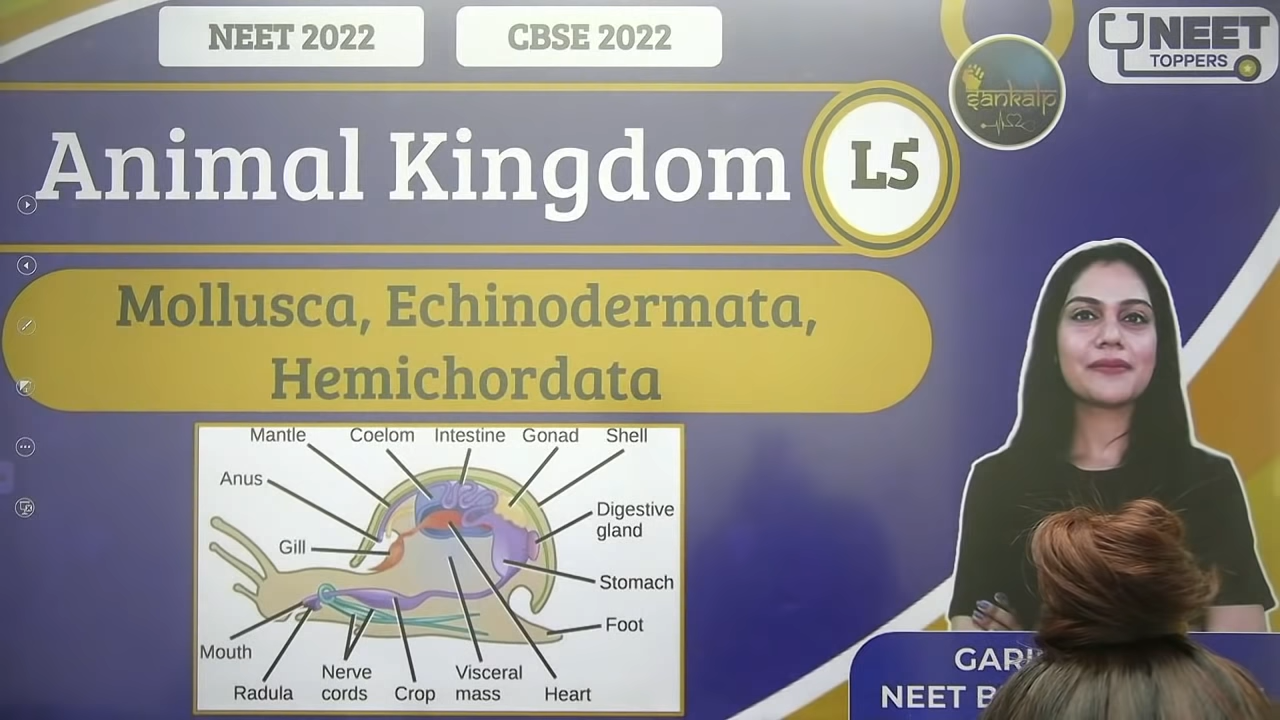 NEET 2022
CBSE 2022
NEET
TOPPERS
sankalp
Animal Kingdom
L5
Mollusca, Echinodermata,
Hemichordata
Mantle
Coelom
Intestine
Gonad
Shell
Anus
Digestive
gland
Gill
Stomach
Foot
Mouth
Radula
Nerve
cords
Crop
Visceral
mass
Heart
NEET